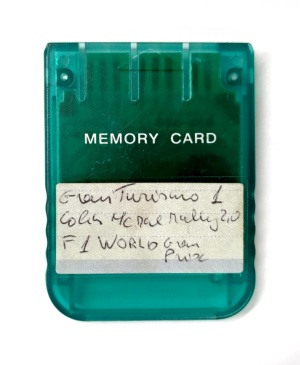 MEMORY CARD
Gran Turismo 1
Colin McRae Rally 2,0
F1 WORLD Gran
Prix